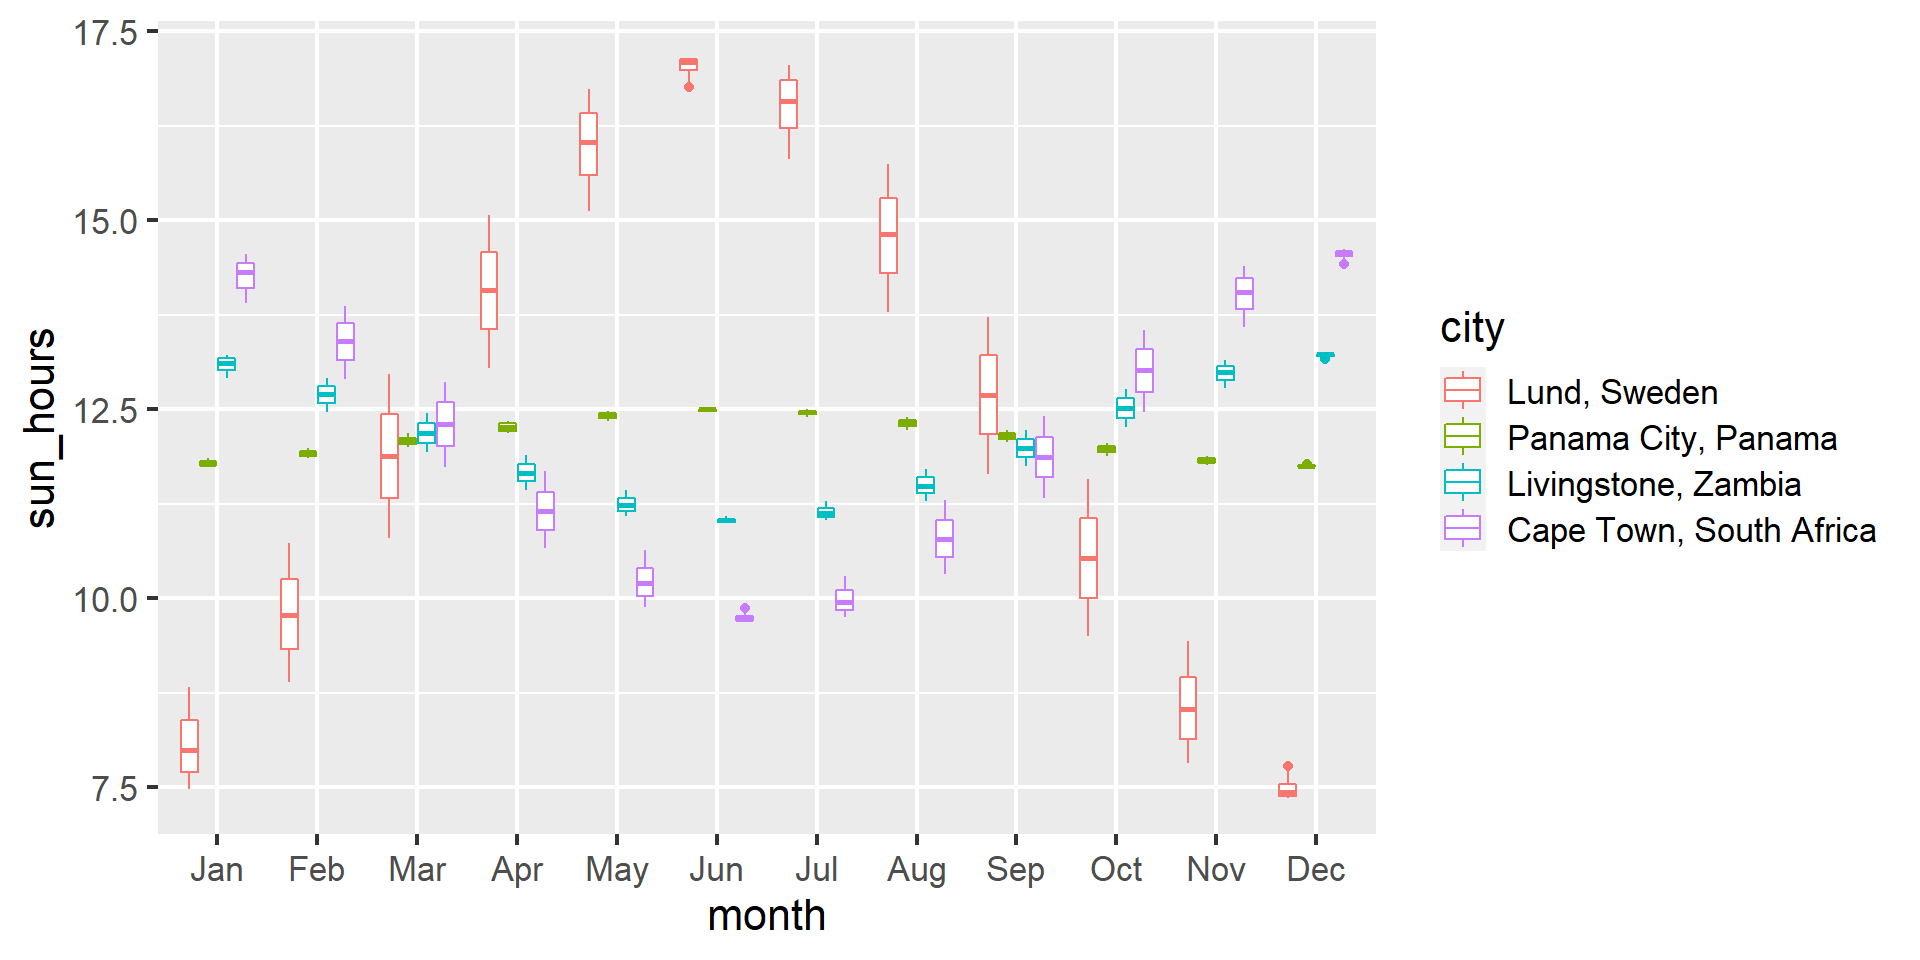 17.5
15.0
12.5
10.0
7.5
sun_hours
Jan Feb Mar Apr May Jun Jul Aug Sep Oct Nov Dec
month
city
Lund, Sweden
Panama City, Panama
Livingstone, Zambia
Cape Town, South Africa